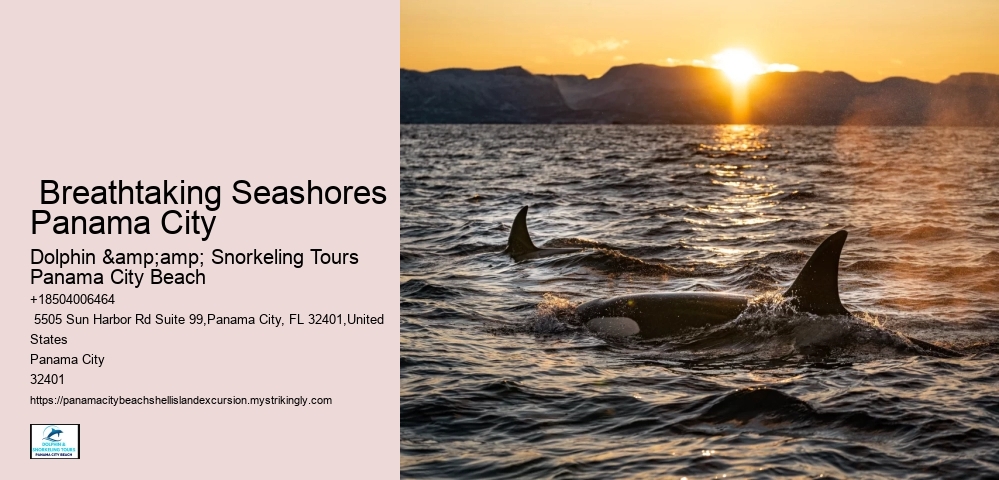 Breathtaking Seashores
Panama City
Dolphin &amp;amp; Snorkeling Tours
Panama City Beach
+18504006464
5505 Sun Harbor Rd Suite 99,Panama City, FL 32401,United
States
Panama City
32401
https://panamacitybeachshellislandexcursion.mystrikingly.com
DOLPHIN &
SNORKELING TOURS
PANAMA CITY BEACH